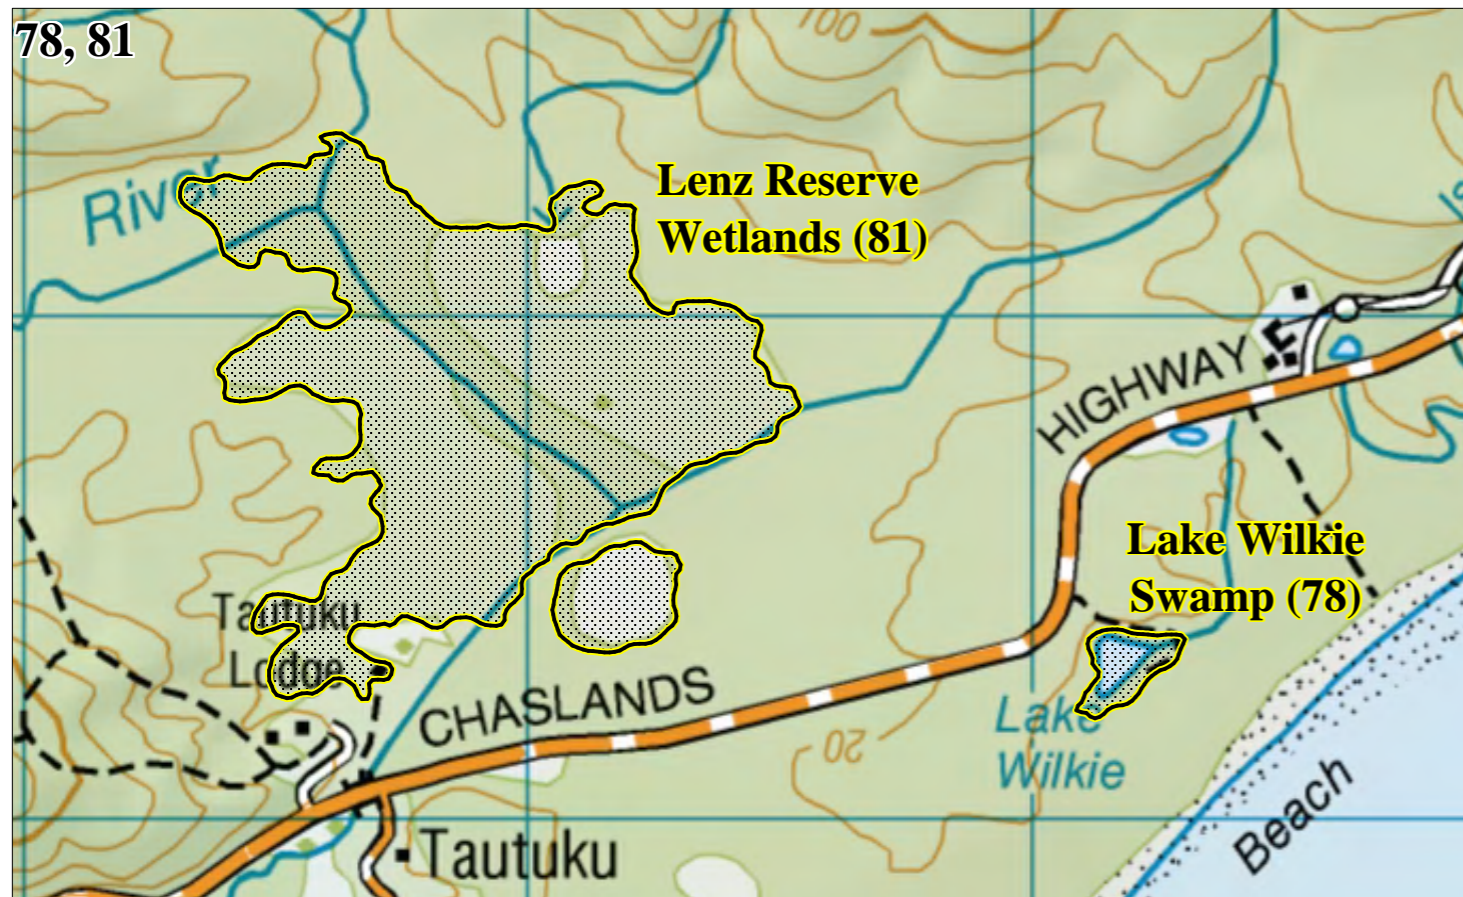 78, 81
100
River
Lenz Reserve
Wetlands (81)
HIGHWAY
Lake Wilkie
Swamp (78)
Tautuku
Lodge
CHASLANDS
Lake
Wilkie
20
Beach
Tautuku